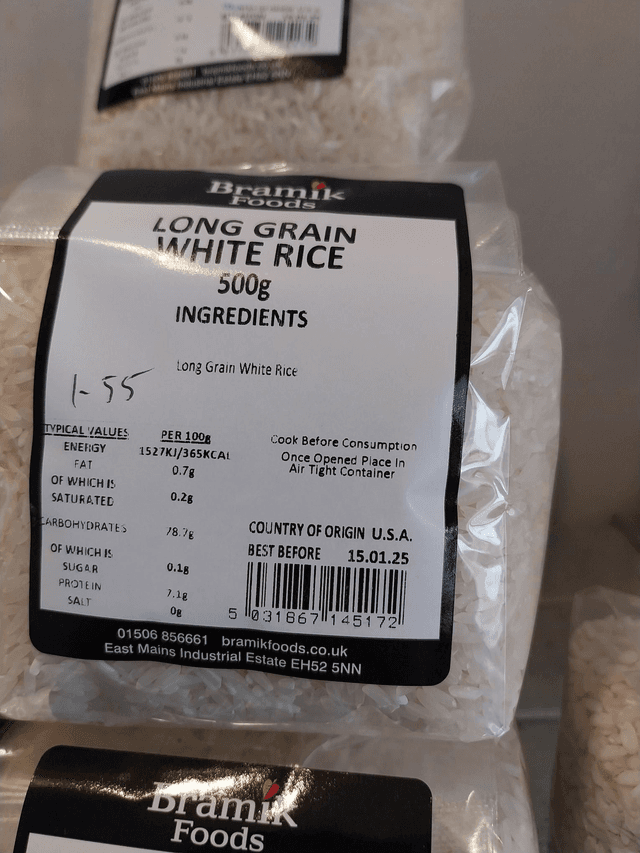 Bramik
Foods
LONG GRAIN
WHITE RICE
500g
INGREDIENTS
Long Grain White Rice
1-55
TYPICAL VALUES PER 100g
ENERGY 1527KJ/365KCAL
FAT 0.7g
OF WHICH IS
SATURATED 0.2g
CARBOHYDRATES 78.7g
OF WHICH IS
SUGAR 0.1g
PROTEIN 7.1g
SALT 0g
Cook Before Consumption
Once Opened Place In
Air Tight Container
COUNTRY OF ORIGIN U.S.A.
BEST BEFORE 15.01.25
5 031867 145172
01506 856661 bramikfoods.co.uk
East Mains Industrial Estate EH52 5NN
Bramik
Foods